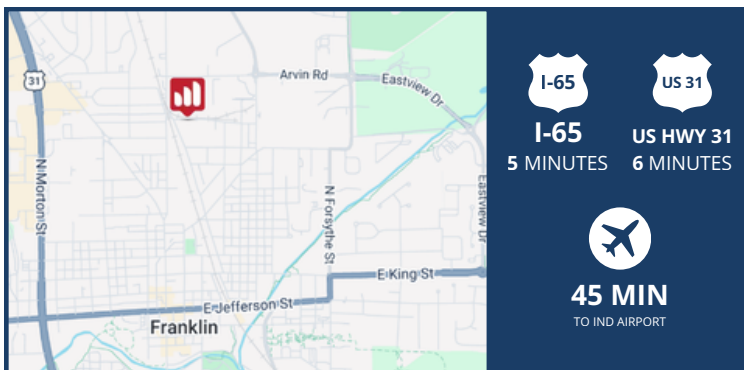 31
Arvin Rd
Eastview Dr
N Morton St
N Forsythe St
Eastview Dr
E King St
E Jefferson St
Franklin
I-65
I-65
5 MINUTES
US 31
US HWY 31
6 MINUTES
45 MIN
TO IND AIRPORT